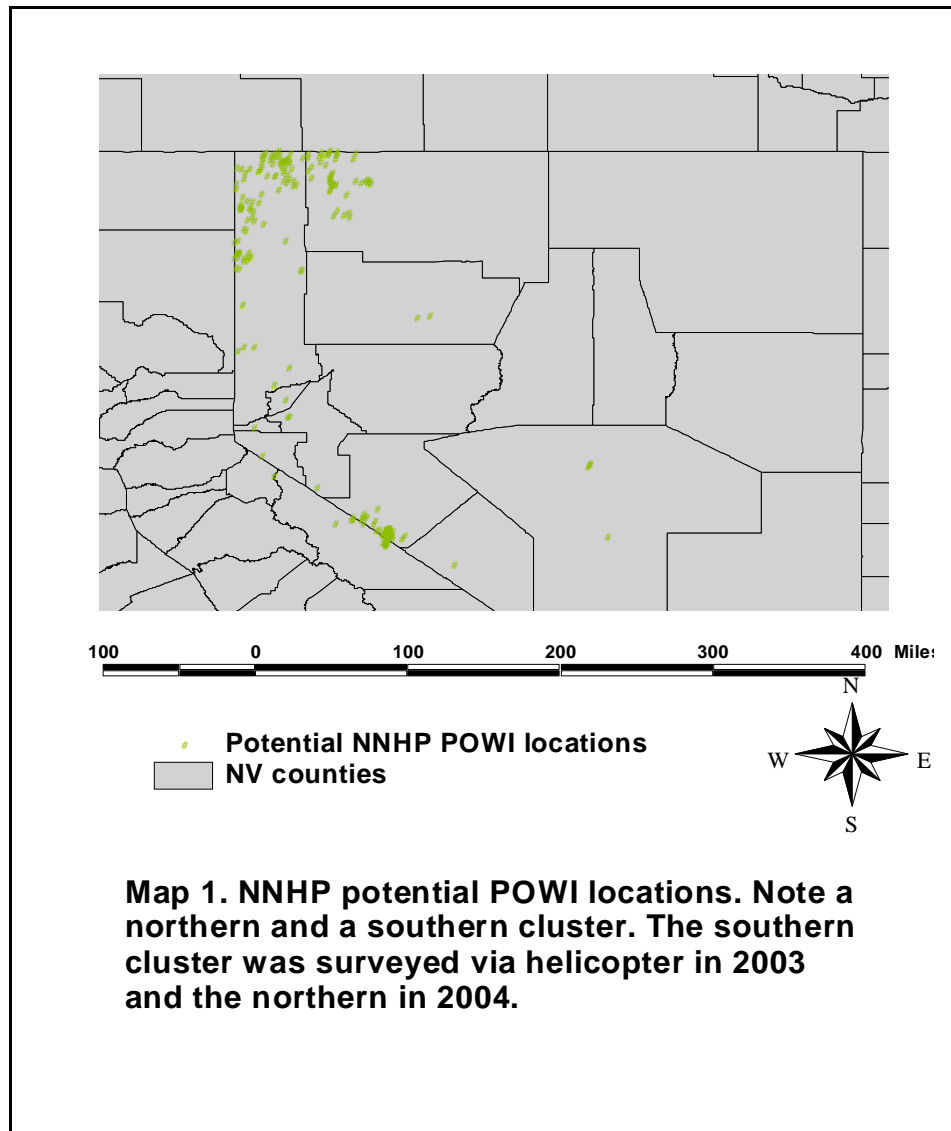 100 0 100 200 300 400 Miles
N
Potential NNHP POWI locations
W E
NV counties
S
Map 1. NNHP potential POWI locations. Note a
northern and a southern cluster. The southern
cluster was surveyed via helicopter in 2003
and the northern in 2004.